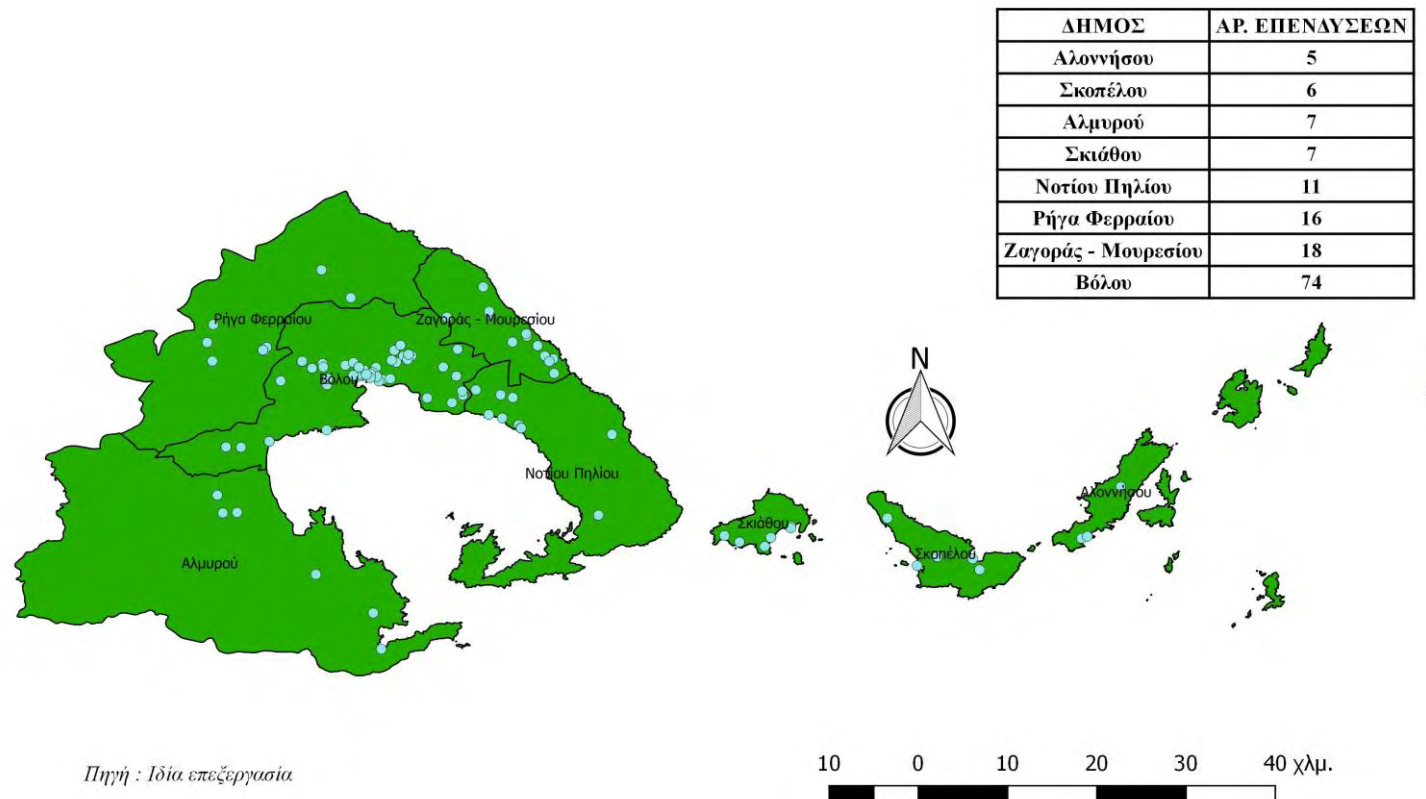 ΔΗΜΟΣ ΑΡ. ΕΠΕΝΔΥΣΕΩΝ
Αλοννήσου 5
Σκοπέλου 6
Αλμυρού 7
Σκιάθου 7
Νοτίου Πηλίου 11
Ρήγα Φερραίου 16
Ζαγοράς - Μουρεσίου 18
Βόλου 74
Ρήγα Φερραίου
Ζαγοράς - Μουρεσίου
Βόλου
N
Νοτίου Πηλίου
Αλοννήσου
Σκιάθου
Σκοπέλου
Αλμυρού
Πηγή : Ιδία επεξεργασία
10 0 10 20 30 40 χλμ.